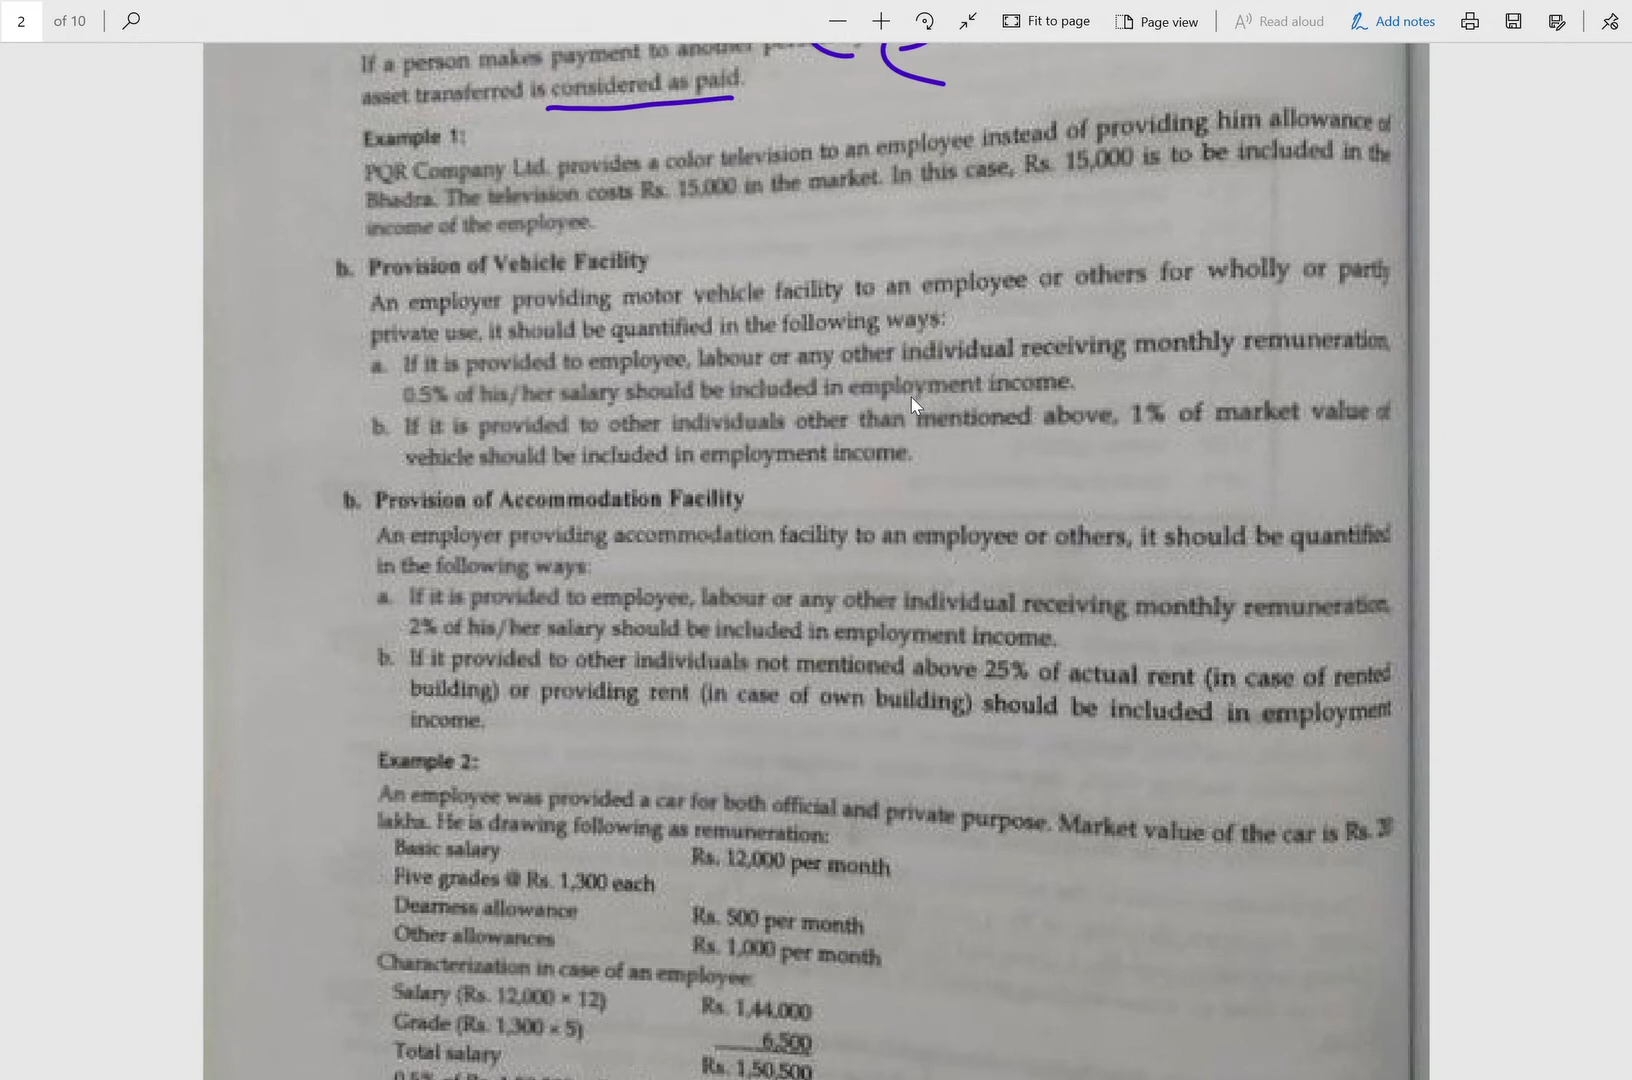 2 of 10
Fit to page
Page view
Read aloud
Add notes
If a person makes payment to another
asset transferred is considered as paid.
Example 1:
PQR Company Ltd. provides a color television to an employee instead of providing him allowance of
Bhadra. The television costs Rs. 15,000 in the market. In this case, Rs. 15,000 is to be included in the
income of the employee.
b. Provision of Vehicle Facility
An employer providing motor vehicle facility to an employee or others for wholly or partly
private use, it should be quantified in the following ways:
a. If it is provided to employee, labour or any other individual receiving monthly remuneration,
0.5% of his/her salary should be included in employment income.
b. If it is provided to other individuals other than mentioned above, 1% of market value of
vehicle should be included in employment income.
b. Provision of Accommodation Facility
An employer providing accommodation facility to an employee or others, it should be quantified
in the following ways:
a. If it is provided to employee, labour or any other individual receiving monthly remuneration,
2% of his/her salary should be included in employment income.
b. If it provided to other individuals not mentioned above 25% of actual rent (in case of rented
building) or providing rent (in case of own building) should be included in employment
income.
Example 2:
An employee was provided a car for both official and private purpose. Market value of the car is Rs.
lakha. He is drawing following as remuneration:
Basic salary Rs. 12,000 per month
Five grades @ Rs. 1,300 each
Dearness allowance Rs. 500 per month
Other allowances Rs. 1,000 per month
Characterization in case of an employee
Salary (Rs. 12,000 × 12) Rs. 1,44,000
Grade (Rs. 1,300 × 5) 6,500
Total salary Rs. 1,50,500